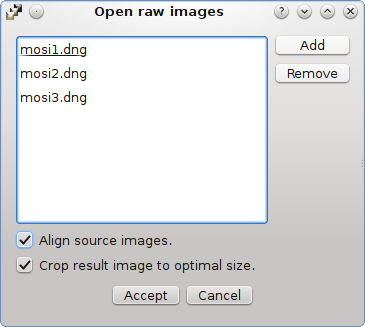 Open raw images
mosi1.dng
mosi2.dng
mosi3.dng
Add
Remove
Align source images.
Crop result image to optimal size.
Accept
Cancel